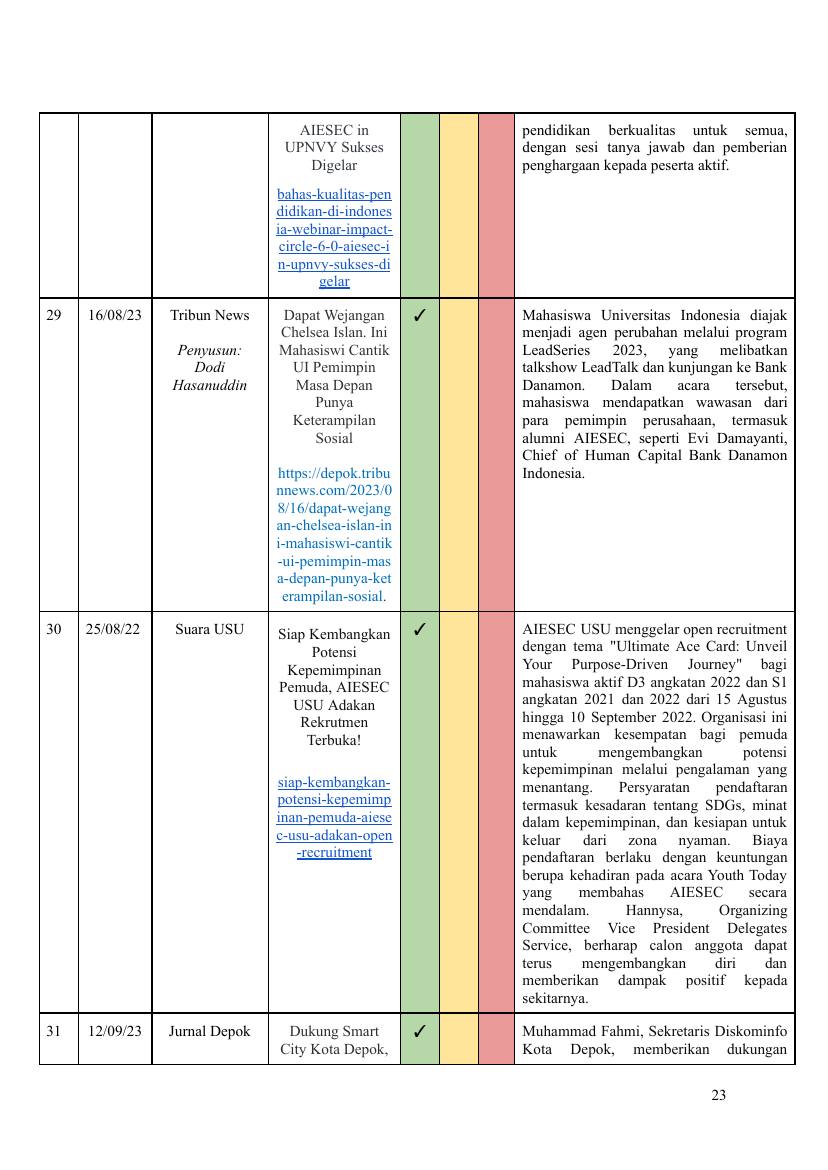 AIESEC in
UPNVY Sukses
Digelar
bahas-kualitas-pen
didikan-di-indones
ia-webinar-impact-
circle-6-0-aiesec-i
n-upnvy-sukses-di
gelar
pendidikan berkualitas untuk semua,
dengan sesi tanya jawab dan pemberian
penghargaan kepada peserta aktif.
29
16/08/23
Tribun News
Penyusun:
Dodi
Hasanuddin
Dapat Wejangan
Chelsea Islan. Ini
Mahasiswi Cantik
UI Pemimpin
Masa Depan
Punya
Keterampilan
Sosial
https://depok.tribu
nnews.com/2023/0
8/16/dapat-wejang
an-chelsea-islan-in
i-mahasiswi-cantik
-ui-pemimpin-mas
a-depan-punya-ket
erampilan-sosial.
✓
Mahasiswa Universitas Indonesia diajak
menjadi agen perubahan melalui program
LeadSeries 2023, yang melibatkan
talkshow LeadTalk dan kunjungan ke Bank
Danamon. Dalam acara tersebut,
mahasiswa mendapatkan wawasan dari
para pemimpin perusahaan, termasuk
alumni AIESEC, seperti Evi Damayanti,
Chief of Human Capital Bank Danamon
Indonesia.
30
25/08/22
Suara USU
Siap Kembangkan
Potensi
Kepemimpinan
Pemuda, AIESEC
USU Adakan
Rekrutmen
Terbuka!
siap-kembangkan-
potensi-kepemimp
inan-pemuda-aiese
c-usu-adakan-open
-recruitment
✓
AIESEC USU menggelar open recruitment
dengan tema "Ultimate Ace Card: Unveil
Your Purpose-Driven Journey" bagi
mahasiswa aktif D3 angkatan 2022 dan S1
angkatan 2021 dan 2022 dari 15 Agustus
hingga 10 September 2022. Organisasi ini
menawarkan kesempatan bagi pemuda
untuk mengembangkan potensi
kepemimpinan melalui pengalaman yang
menantang. Persyaratan pendaftaran
termasuk kesadaran tentang SDGs, minat
dalam kepemimpinan, dan kesiapan untuk
keluar dari zona nyaman. Biaya
pendaftaran berlaku dengan keuntungan
berupa kehadiran pada acara Youth Today
yang membahas AIESEC secara
mendalam. Hannysa, Organizing
Committee Vice President Delegates
Service, berharap calon anggota dapat
terus mengembangkan diri dan
memberikan dampak positif kepada
sekitarnya.
31
12/09/23
Jurnal Depok
Dukung Smart
City Kota Depok,
✓
Muhammad Fahmi, Sekretaris Diskominfo
Kota Depok, memberikan dukungan
23